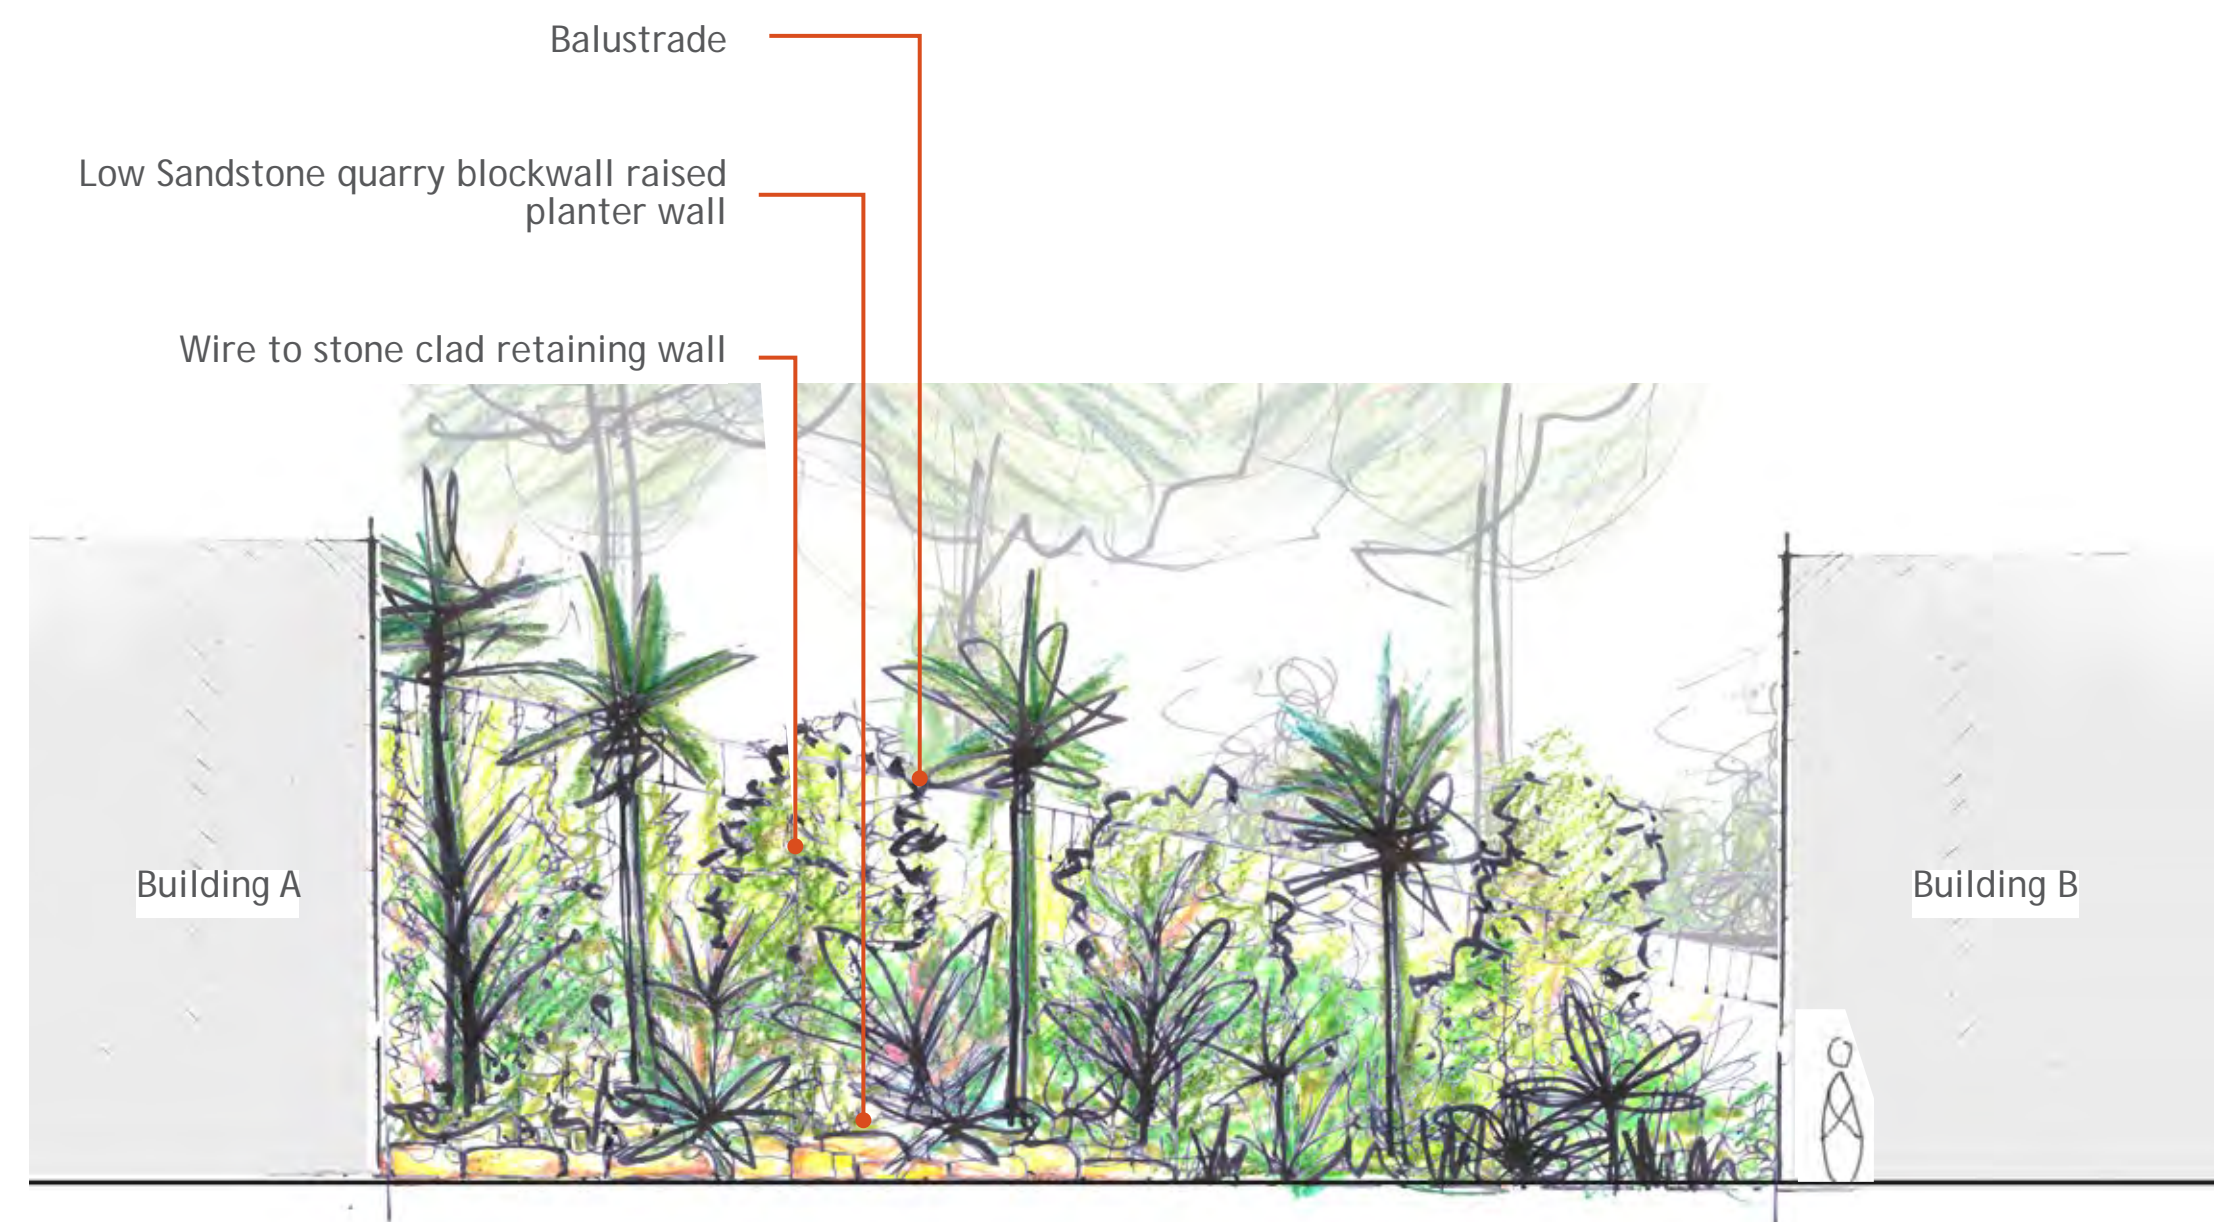 Balustrade
Low Sandstone quarry blockwall raised
planter wall
Wire to stone clad retaining wall
Building A
Building B